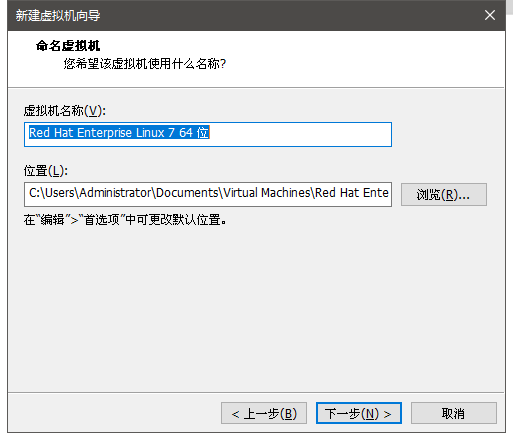 新建虚拟机向导
命名虚拟机
您希望该虚拟机使用什么名称?
虚拟机名称(V):
Red Hat Enterprise Linux 7 64 位
位置(L):
C:\Users\Administrator\Documents\Virtual Machines\Red Hat Ente
浏览(R)...
在“编辑”>“首选项”中可更改默认位置。
< 上一步(B) 下一步(N) > 取消